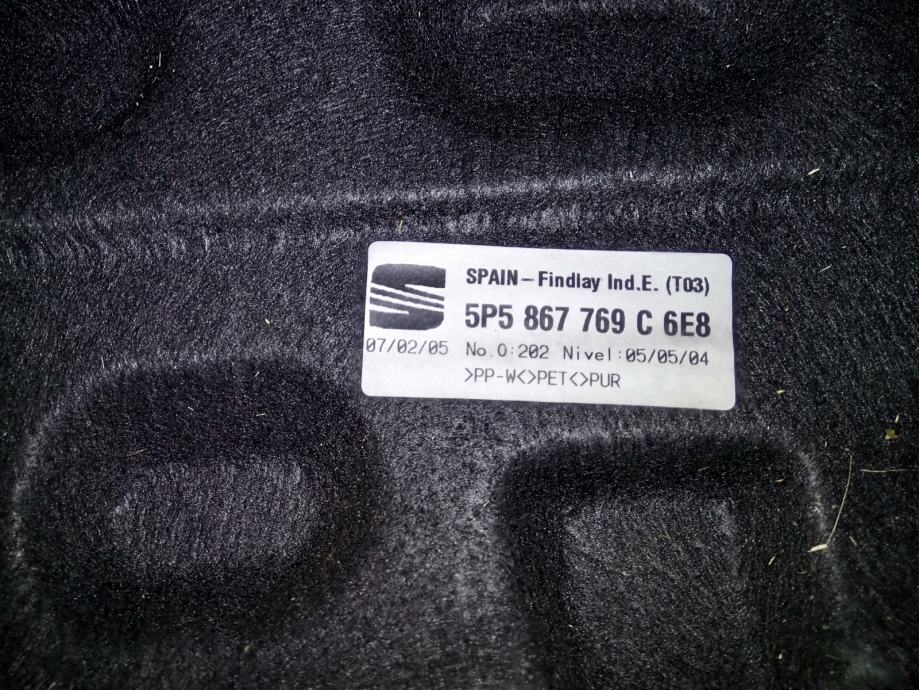 SPAIN – Findlay Ind.E. (T03)
5P5 867 769 C 6E8
07/02/05 No.O:202 Nivel:05/05/04
>PP-W<>PET<>PUR